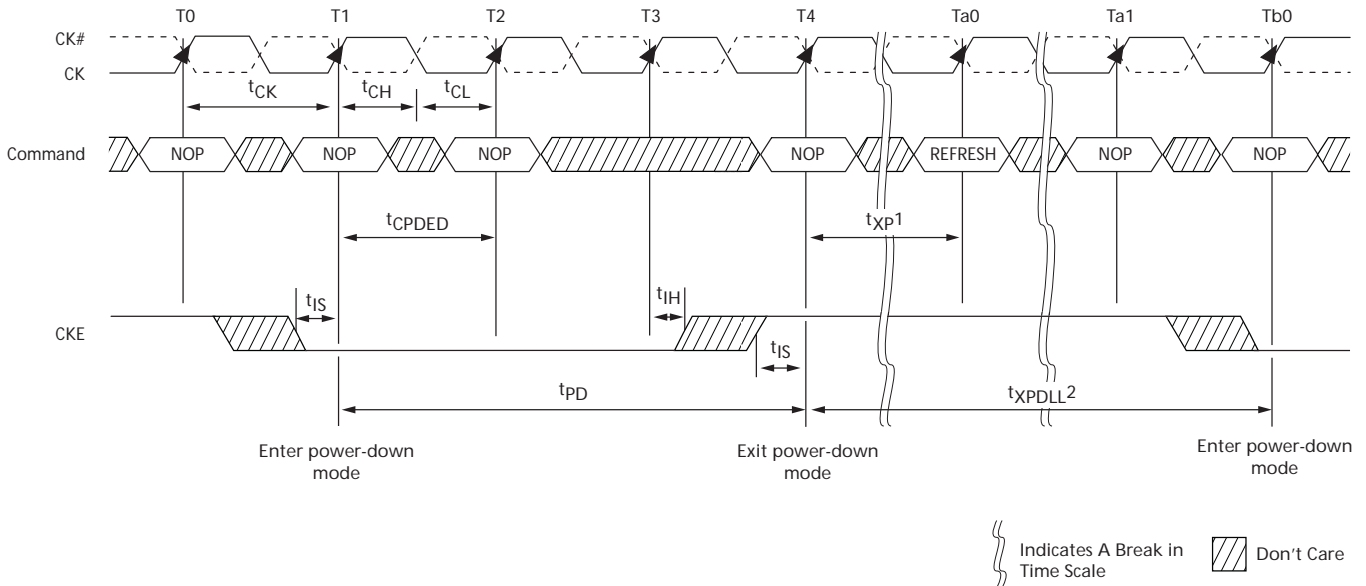 T0 T1 T2 T3 T4 Ta0 Ta1 Tb0
CK#
CK
tCK tCH tCL
Command NOP NOP NOP NOP REFRESH NOP NOP
tCPDED tXP1
tIS tIH
CKE
tIS
tPD tXPDLL2
Enter power-down
mode
Exit power-down
mode
Enter power-down
mode
Indicates A Break in
Time Scale
Don't Care